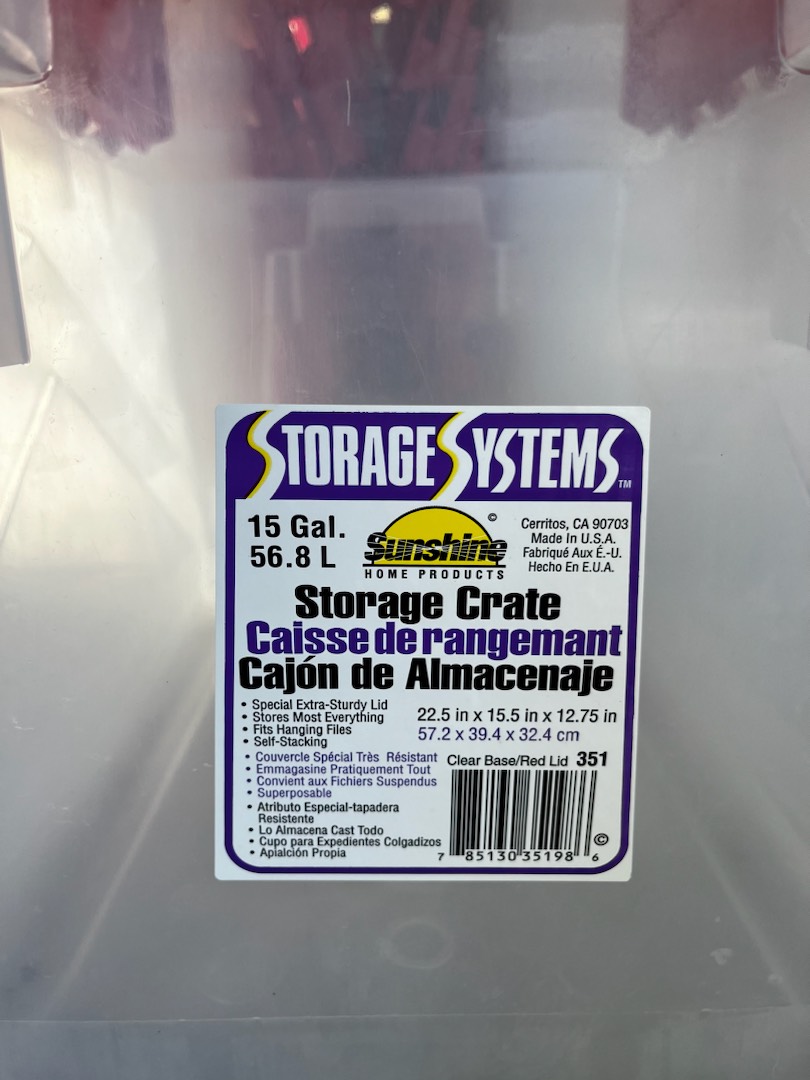 STORAGE SYSTEMS™
15 Gal.
56.8 L
Sunshine ©
HOME PRODUCTS
Cerritos, CA 90703
Made In U.S.A.
Fabriqué Aux É.-U.
Hecho En E.U.A.
Storage Crate
Caisse de rangemant
Cajón de Almacenaje
• Special Extra-Sturdy Lid
• Stores Most Everything
• Fits Hanging Files
• Self-Stacking
• Couvercle Spécial Très Résistant
• Emmagasine Pratiquement Tout
• Convient aux Fichiers Suspendus
• Superposable
• Atributo Especial-tapadera
Resistente
• Lo Almacena Cast Todo
• Cupo para Expedientes Colgadizos
• Apialción Propia
22.5 in x 15.5 in x 12.75 in
57.2 x 39.4 x 32.4 cm
Clear Base/Red Lid 351
©
7 85130 35198 6